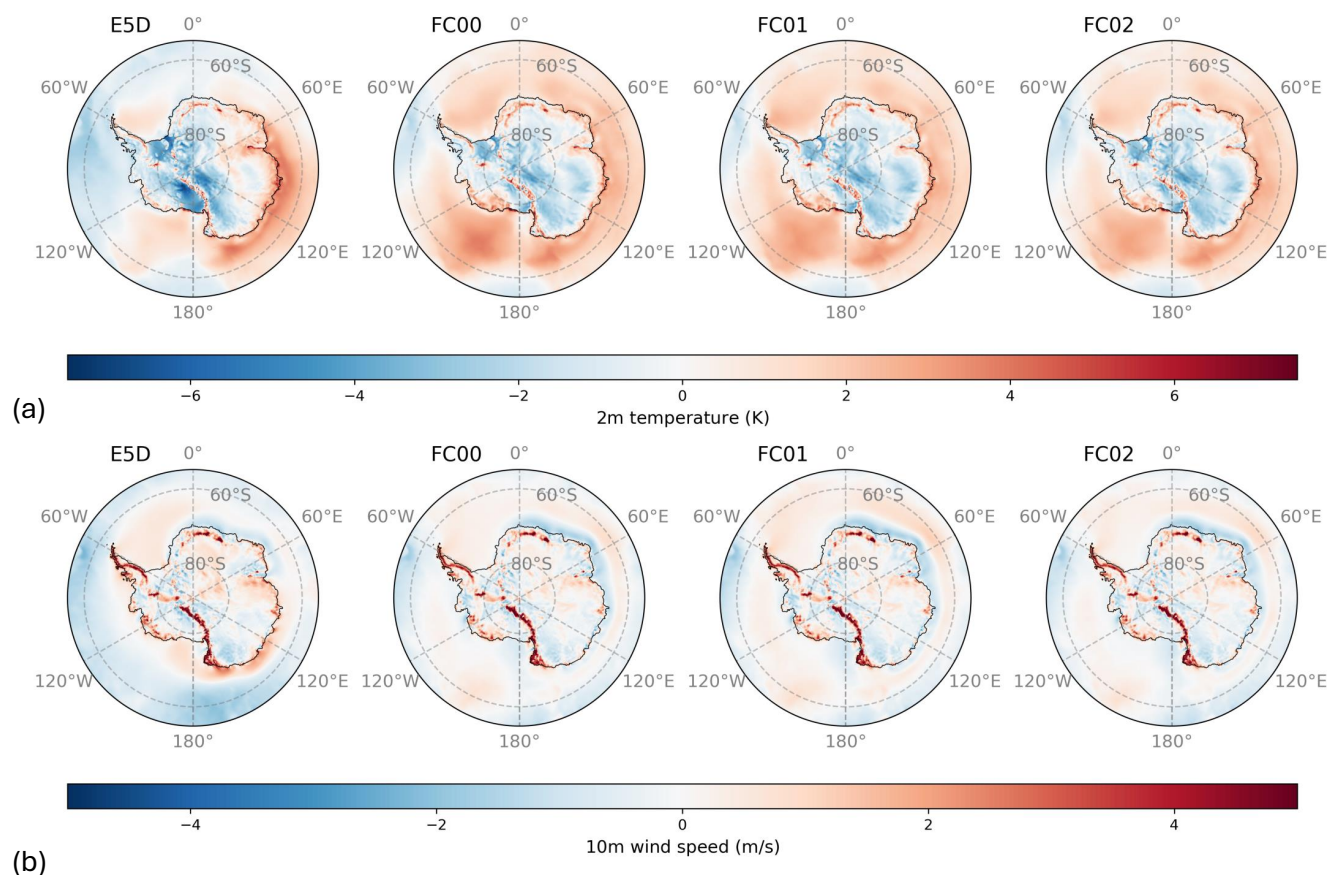 E5D 0° FC00 0° FC01 0° FC02 0°
60°W 60°S 60°E 60°W 60°S 60°E 60°W 60°S 60°E 60°W 60°S 60°E
80°S 80°S 80°S 80°S
120°W 120°E 120°W 120°E 120°W 120°E 120°W 120°E
180° 180° 180° 180°
−6 −4 −2 0 2 4 6
(a)
2m temperature (K)
E5D 0° FC00 0° FC01 0° FC02 0°
60°W 60°S 60°E 60°W 60°S 60°E 60°W 60°S 60°E 60°W 60°S 60°E
80°S 80°S 80°S 80°S
120°W 120°E 120°W 120°E 120°W 120°E 120°W 120°E
180° 180° 180° 180°
−4 −2 0 2 4
10m wind speed (m/s)
(b)